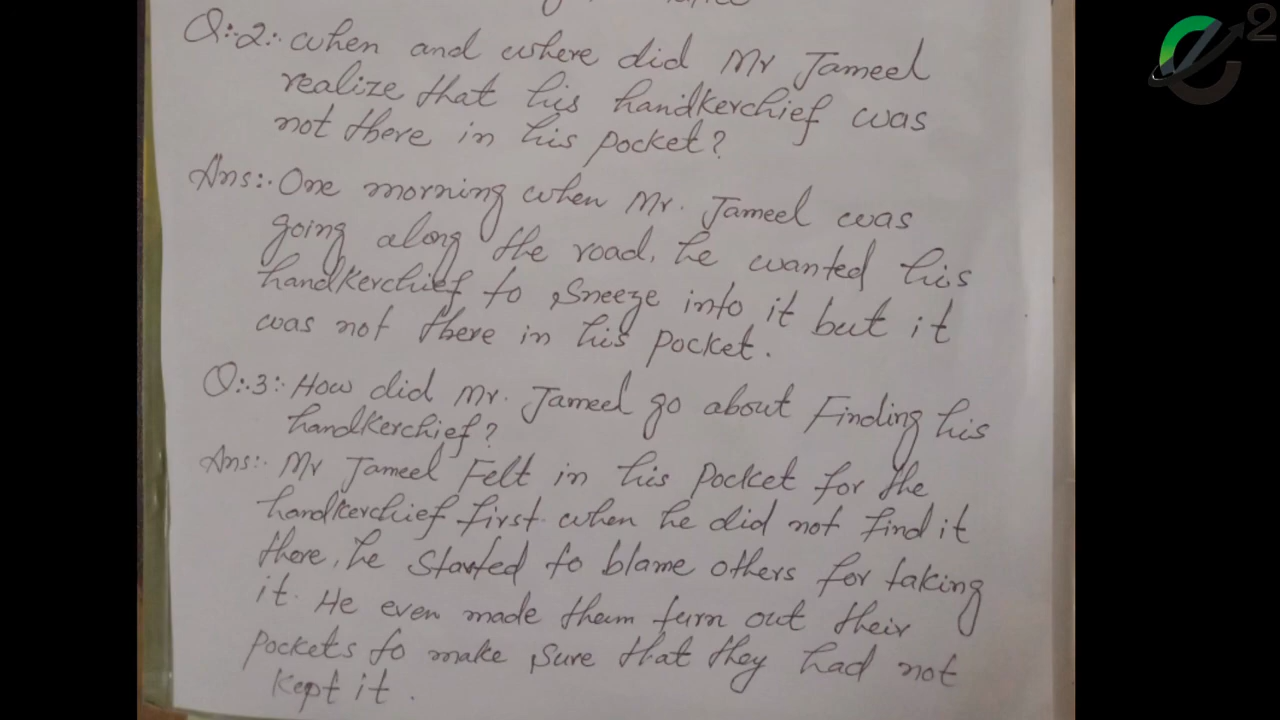 Q:-2:- when and where did Mr Jameel
realize that his handkerchief was
not there in his pocket?
Ans:- One morning when Mr. Jameel was
going along the road, he wanted his
handkerchief to sneeze into it but it
was not there in his pocket.
Q:-3:- How did Mr. Jameel go about Finding his
handkerchief?
Ans:- Mr Jameel Felt in his pocket for the
handkerchief first. when he did not find it
there, he started to blame others for taking
it. He even made them turn out their
pockets to make sure that they had not
kept it.
2